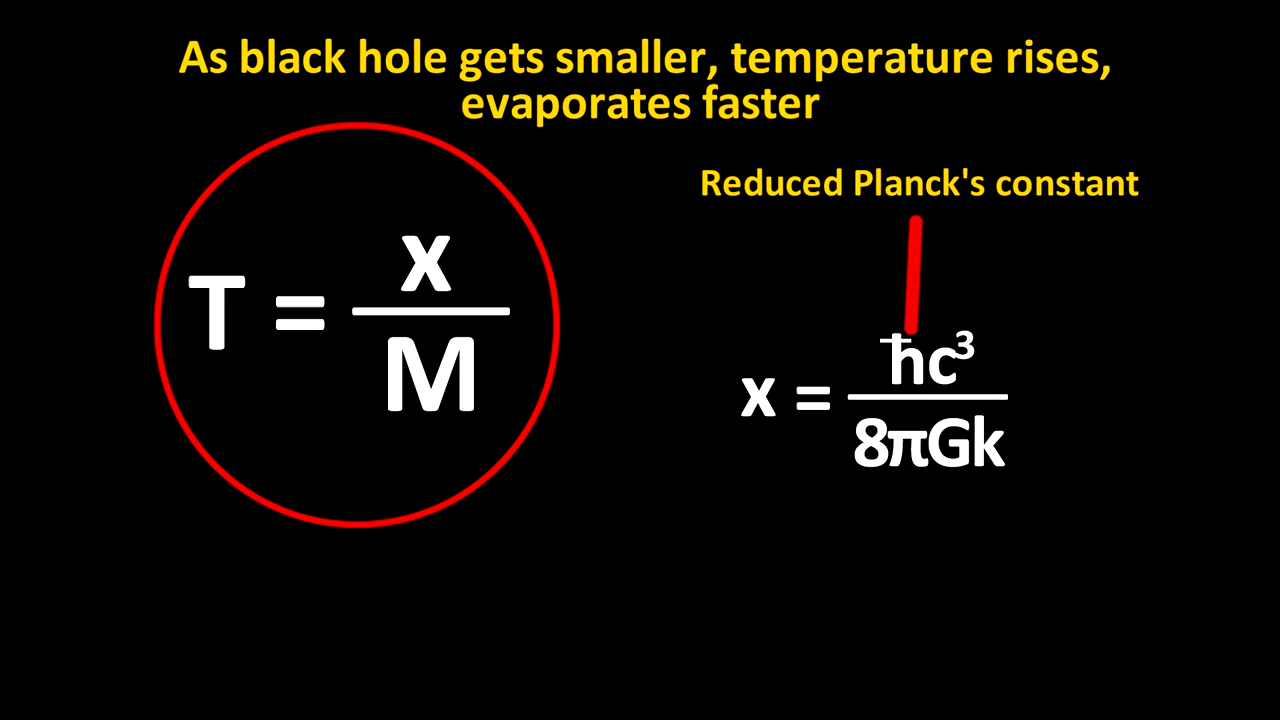 As black hole gets smaller, temperature rises,
evaporates faster
Reduced Planck's constant
T = x/M
x = ħc³/8πGk